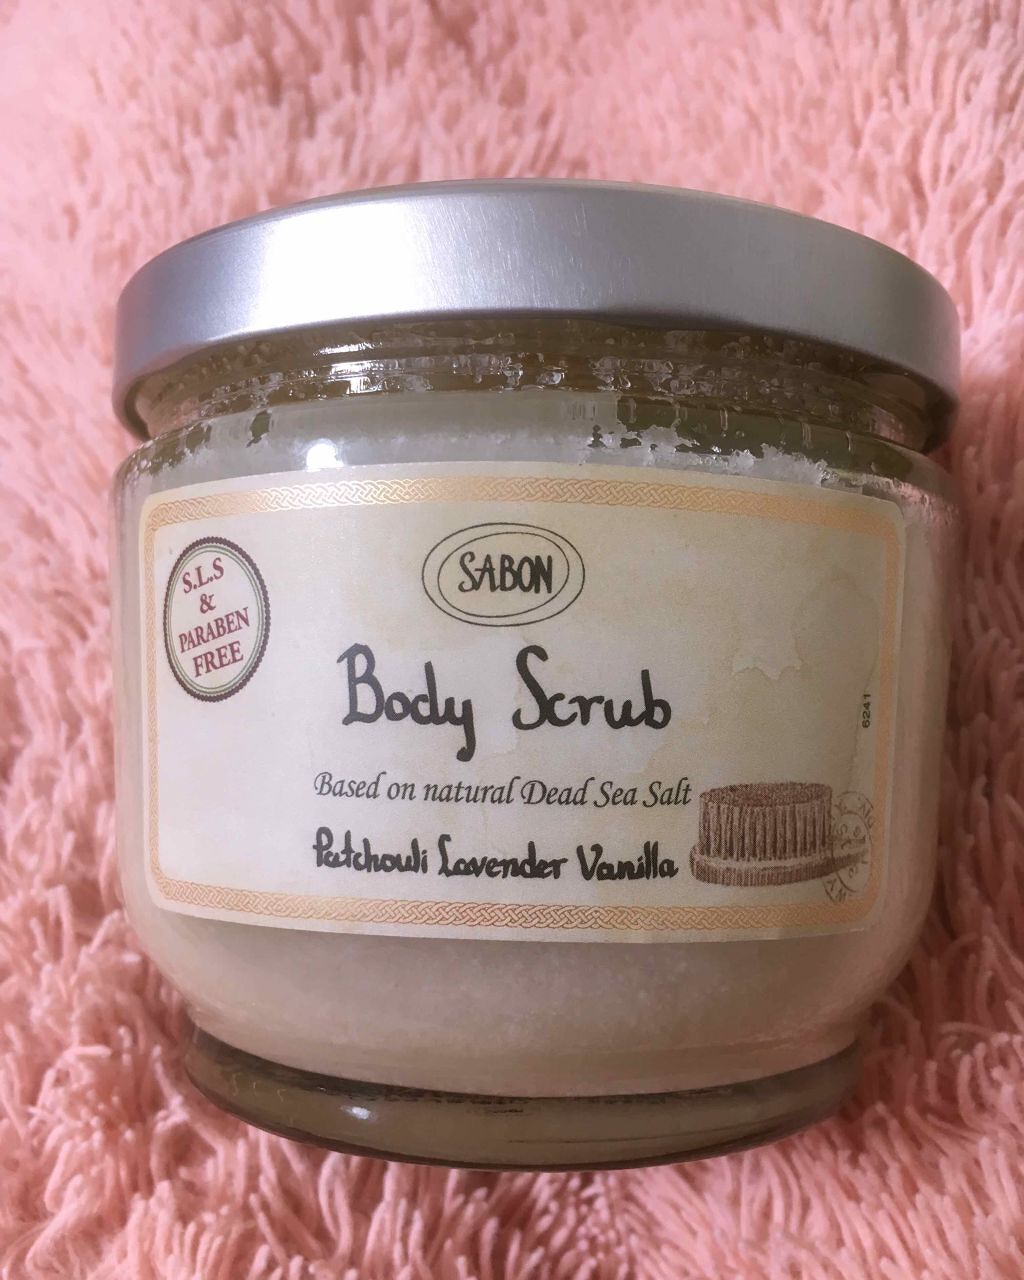 SABON
S.L.S
&
PARABEN
FREE
Body Scrub
6241
Based on natural Dead Sea Salt
Patchouli Lavender Vanilla